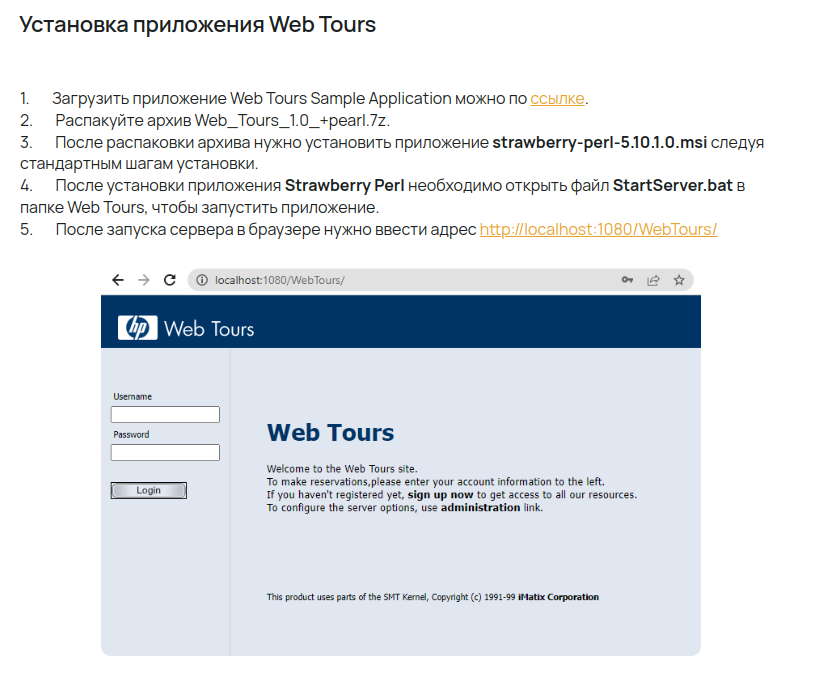 Установка приложения Web Tours
1. Загрузить приложение Web Tours Sample Application можно по ссылке.
2. Распакуйте архив Web_Tours_1.0_+pearl.7z.
3. После распаковки архива нужно установить приложение strawberry-perl-5.10.1.0.msi следуя
стандартным шагам установки.
4. После установки приложения Strawberry Perl необходимо открыть файл StartServer.bat в
папке Web Tours, чтобы запустить приложение.
5. После запуска сервера в браузере нужно ввести адрес http://localhost:1080/WebTours/
localhost:1080/WebTours/
hp Web Tours
Username
Password
Login
Web Tours
Welcome to the Web Tours site.
To make reservations,please enter your account information to the left.
If you haven't registered yet, sign up now to get access to all our resources.
To configure the server options, use administration link.
This product uses parts of the SMT Kernel, Copyright (c) 1991-99 iMatix Corporation